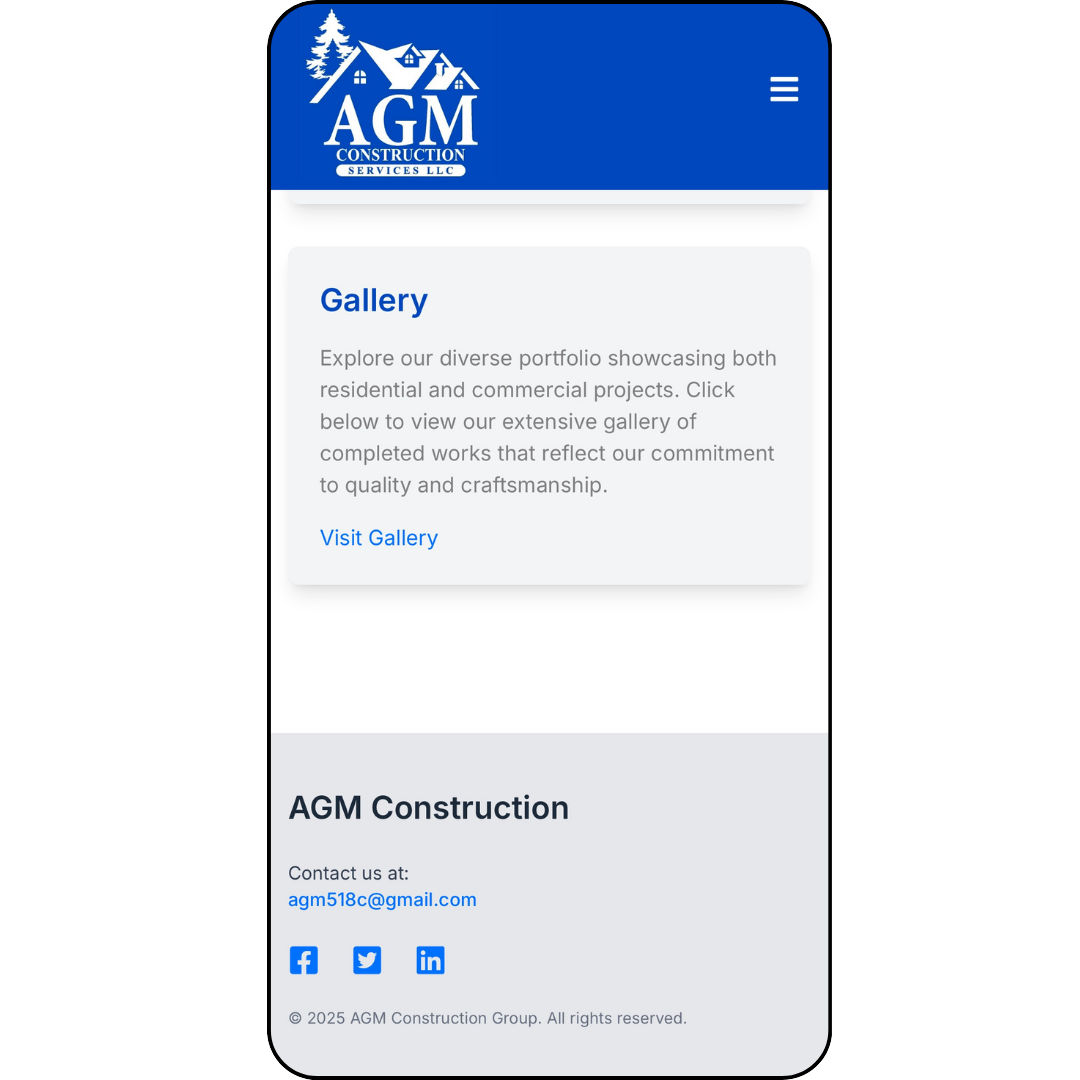 AGM
CONSTRUCTION
SERVICES LLC
Gallery
Explore our diverse portfolio showcasing both
residential and commercial projects. Click
below to view our extensive gallery of
completed works that reflect our commitment
to quality and craftsmanship.
Visit Gallery
AGM Construction
Contact us at:
agm518c@gmail.com
© 2025 AGM Construction Group. All rights reserved.